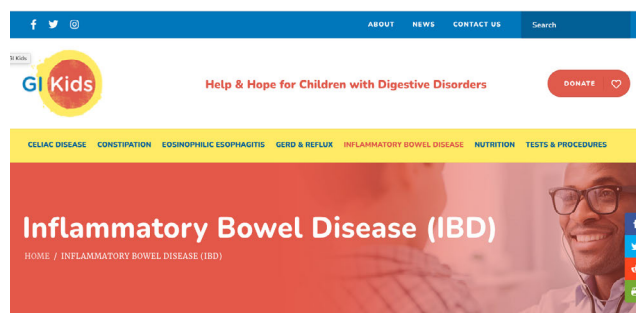 ABOUT NEWS CONTACT US Search
GI Kids
GI Kids
Help & Hope for Children with Digestive Disorders
DONATE
CELIAC DISEASE CONSTIPATION EOSINOPHILIC ESOPHAGITIS GERD & REFLUX INFLAMMATORY BOWEL DISEASE NUTRITION TESTS & PROCEDURES
Inflammatory Bowel Disease (IBD)
HOME / INFLAMMATORY BOWEL DISEASE (IBD)